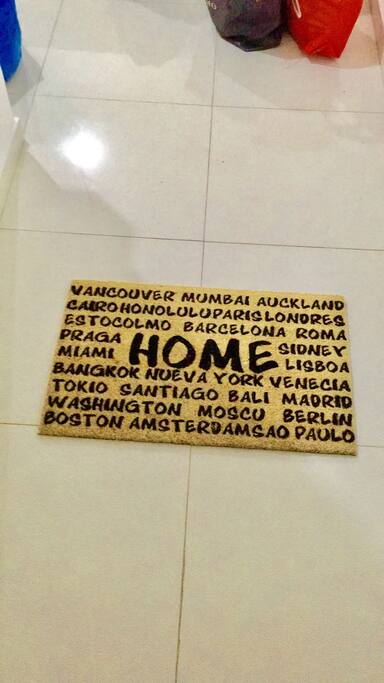 VANCOUVER MUMBAI AUCKLAND
CAIRO HONOLULU PARIS LONDRES
ESTOCOLMO BARCELONA ROMA
PRAGA HOME SIDNEY
MIAMI LISBOA
BANGKOK NUEVA YORK VENECIA
TOKIO SANTIAGO BALI MADRID
WASHINGTON MOSCU BERLIN
BOSTON AMSTERDAM SAO PAULO